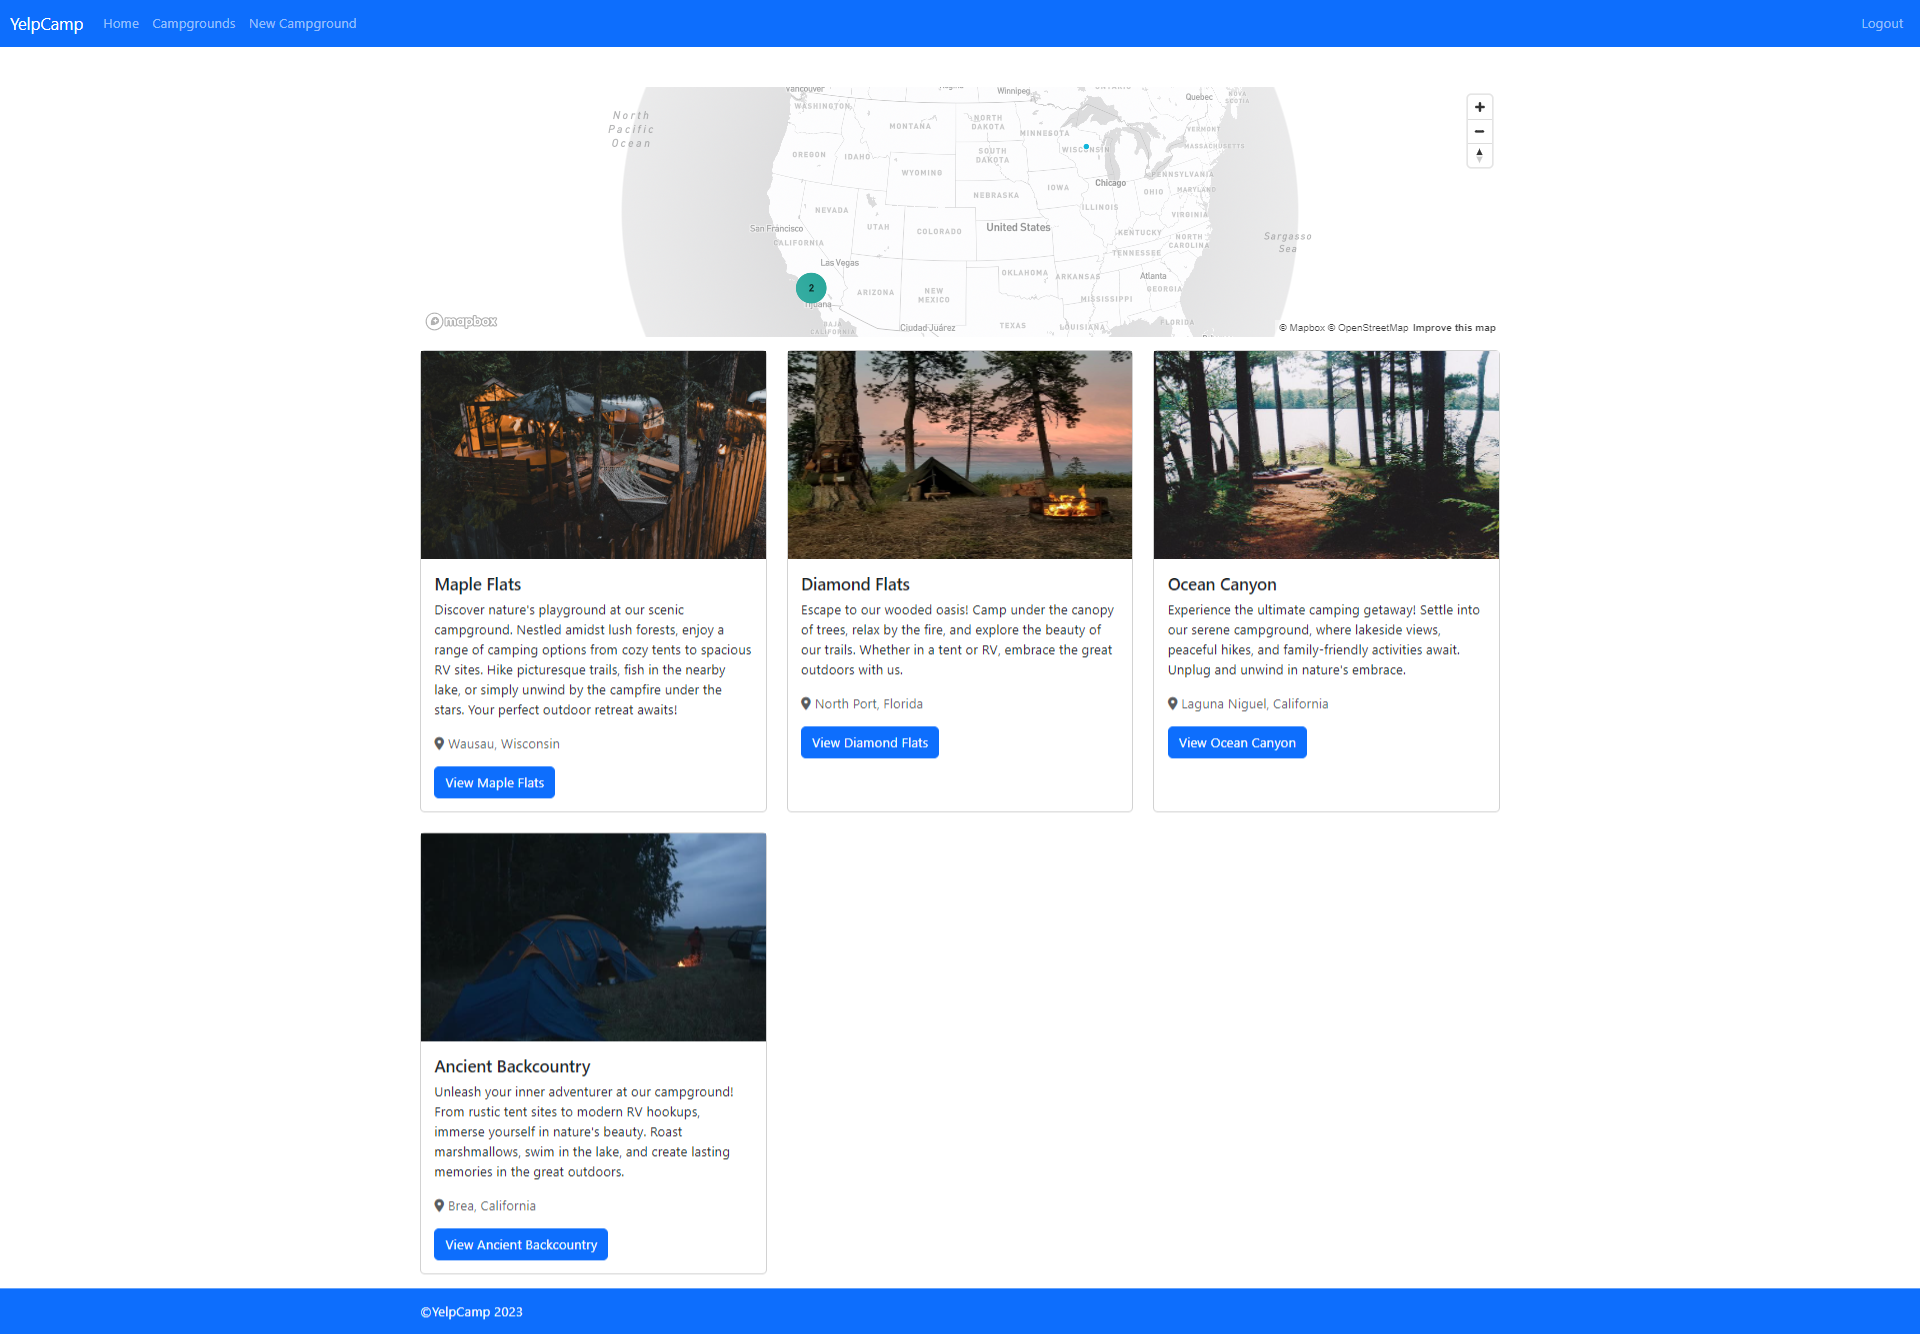 YelpCamp Home Campgrounds New Campground Logout
Vancouver
Winnipeg
ONTARIO
Quebec
NOVA SCOTIA
North Pacific Ocean
WASHINGTON
MONTANA
NORTH DAKOTA
MINNESOTA
VERMONT
MASSACHUSETTS
OREGON
IDAHO
SOUTH DAKOTA
WISCONSIN
WYOMING
Chicago
PENNSYLVANIA
IOWA
OHIO
MARYLAND
NEBRASKA
NEVADA
ILLINOIS
VIRGINIA
San Francisco
UTAH
COLORADO
United States
KENTUCKY
NORTH CAROLINA
Sargasso Sea
CALIFORNIA
TENNESSEE
Las Vegas
OKLAHOMA
ARKANSAS
Atlanta
2
ARIZONA
NEW MEXICO
GEORGIA
MISSISSIPPI
Tijuana
BAJA CALIFORNIA
Ciudad Juárez
TEXAS
LOUISIANA
FLORIDA
mapbox
© Mapbox © OpenStreetMap Improve this map
Maple Flats
Discover nature's playground at our scenic
campground. Nestled amidst lush forests, enjoy a
range of camping options from cozy tents to spacious
RV sites. Hike picturesque trails, fish in the nearby
lake, or simply unwind by the campfire under the
stars. Your perfect outdoor retreat awaits!
Wausau, Wisconsin
View Maple Flats
Diamond Flats
Escape to our wooded oasis! Camp under the canopy
of trees, relax by the fire, and explore the beauty of
our trails. Whether in a tent or RV, embrace the great
outdoors with us.
North Port, Florida
View Diamond Flats
Ocean Canyon
Experience the ultimate camping getaway! Settle into
our serene campground, where lakeside views,
peaceful hikes, and family-friendly activities await.
Unplug and unwind in nature's embrace.
Laguna Niguel, California
View Ocean Canyon
Ancient Backcountry
Unleash your inner adventurer at our campground!
From rustic tent sites to modern RV hookups,
immerse yourself in nature's beauty. Roast
marshmallows, swim in the lake, and create lasting
memories in the great outdoors.
Brea, California
View Ancient Backcountry
©YelpCamp 2023